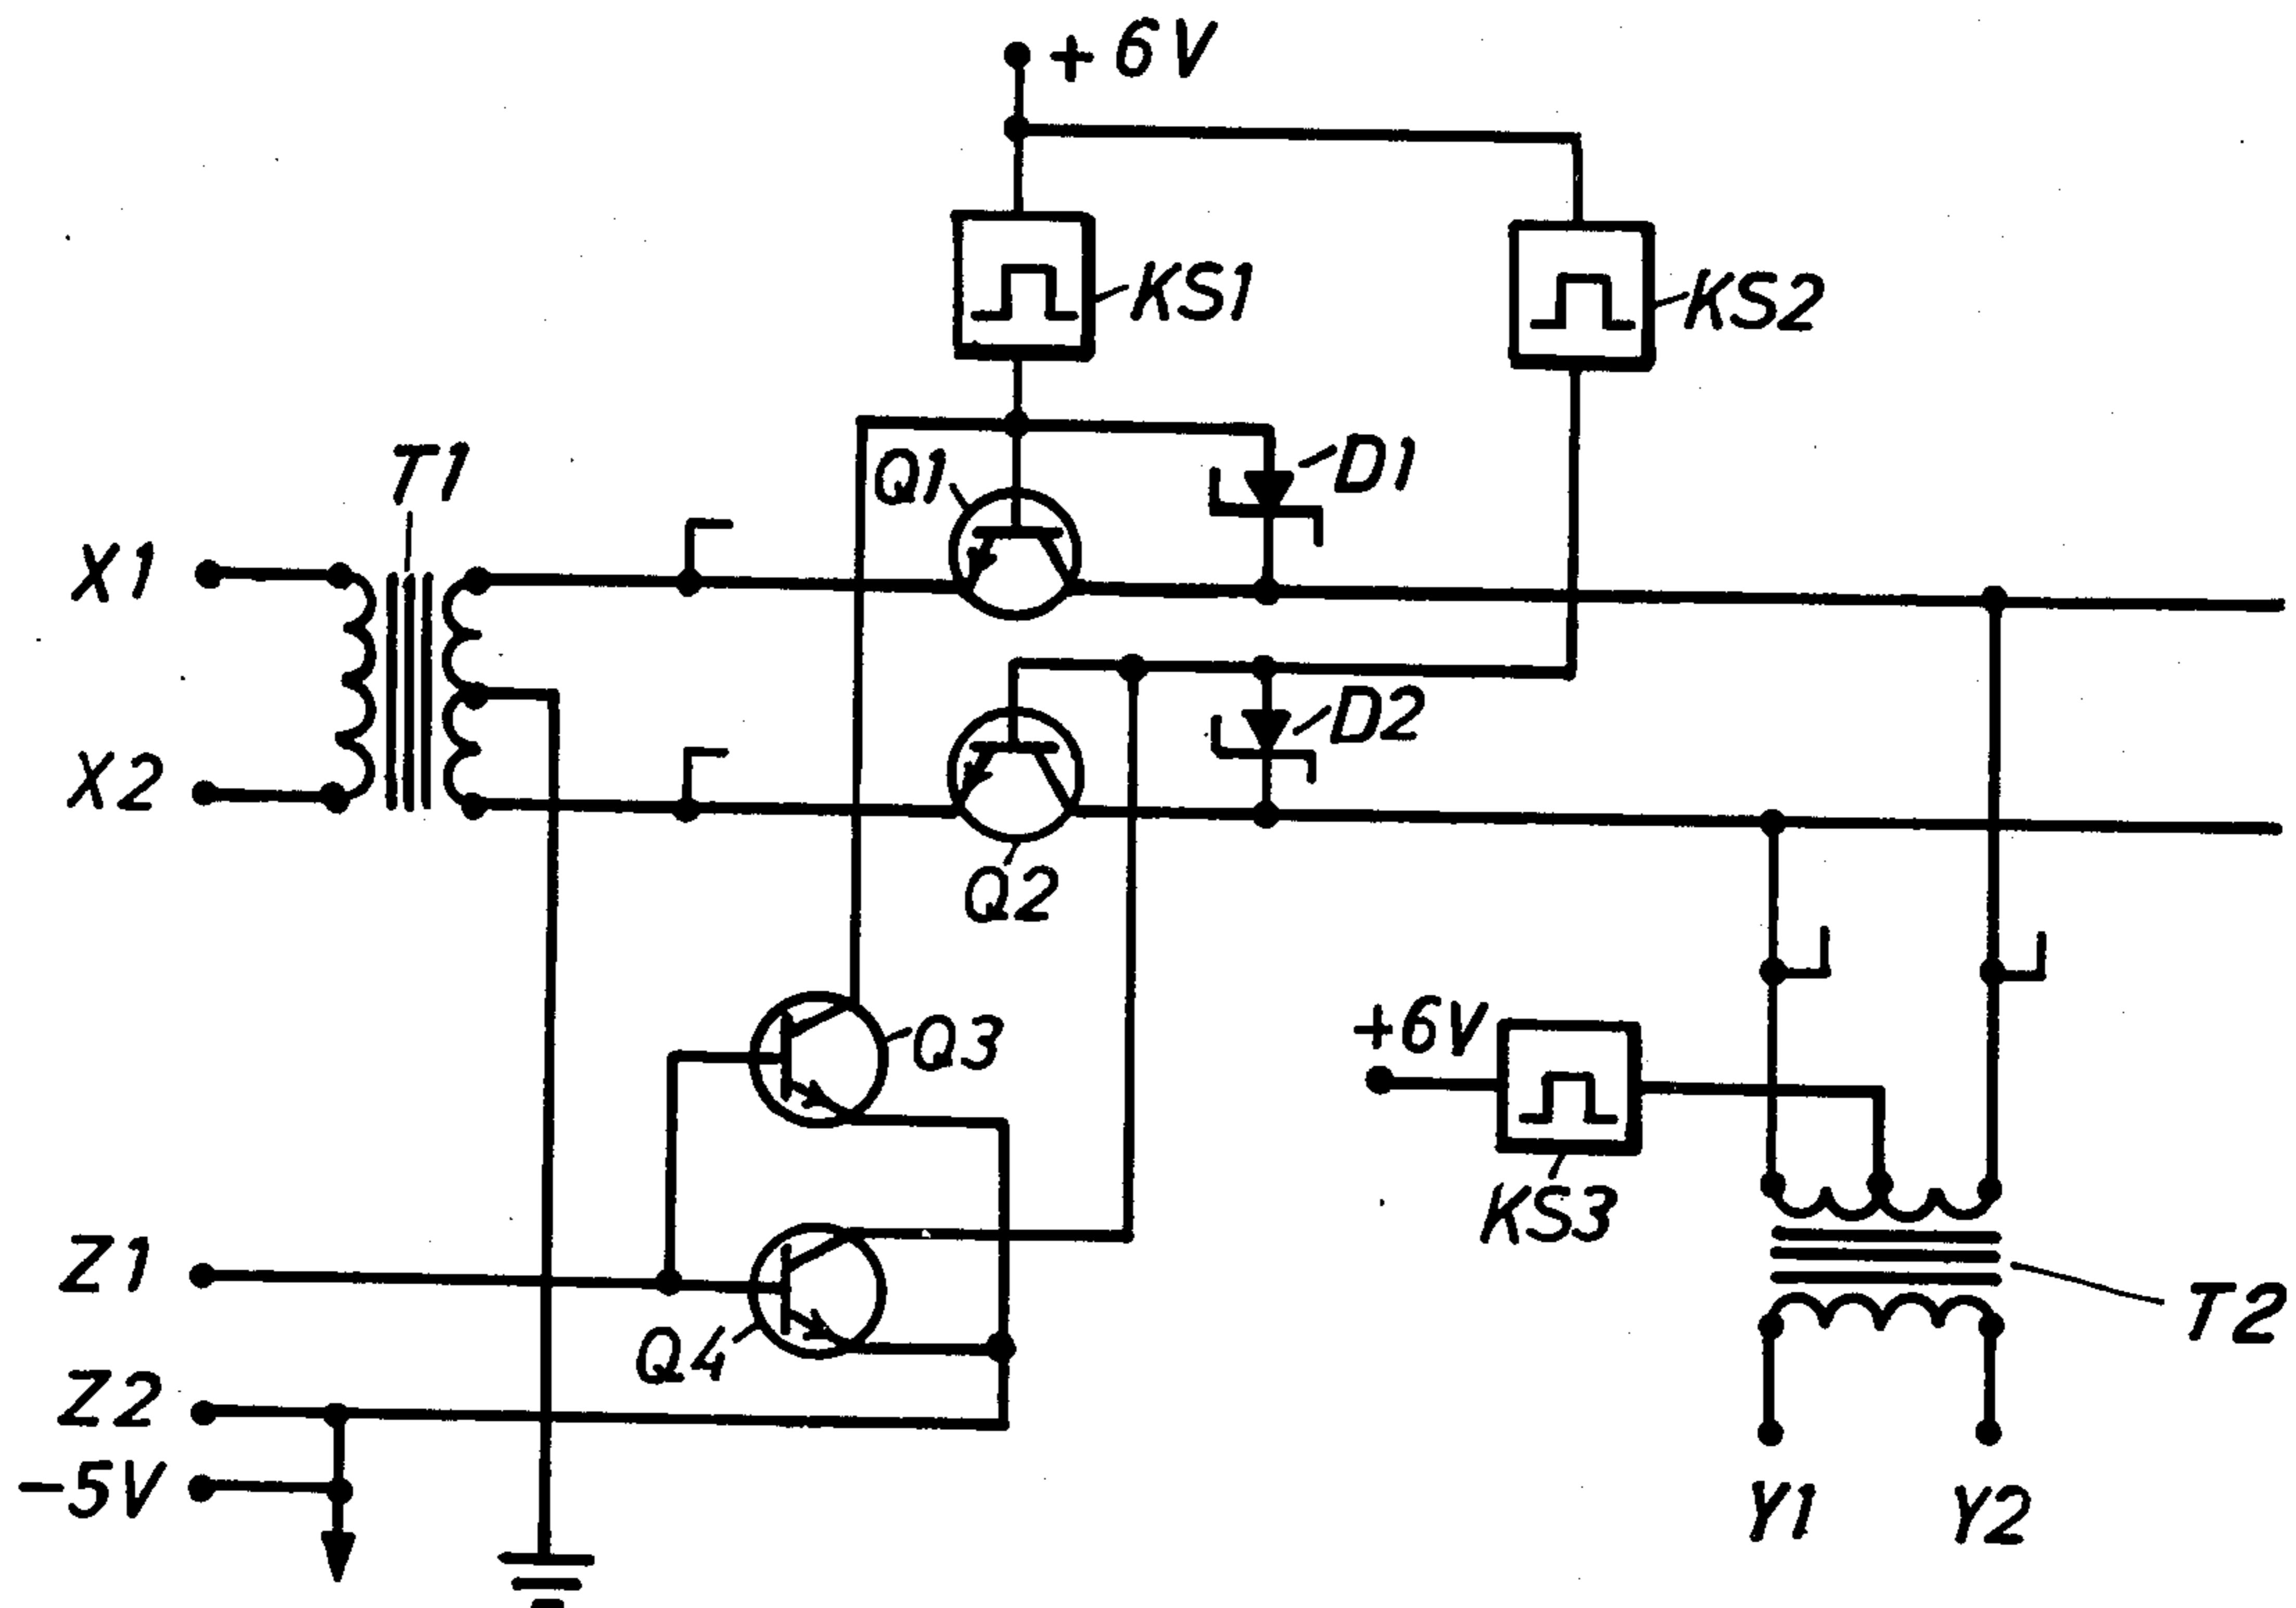 +6V
KS1
KS2
T1
Q1
D1
X1
D2
X2
Q2
Q3
+6V
KS3
Z1
Q4
T2
Z2
-5V
Y1
Y2